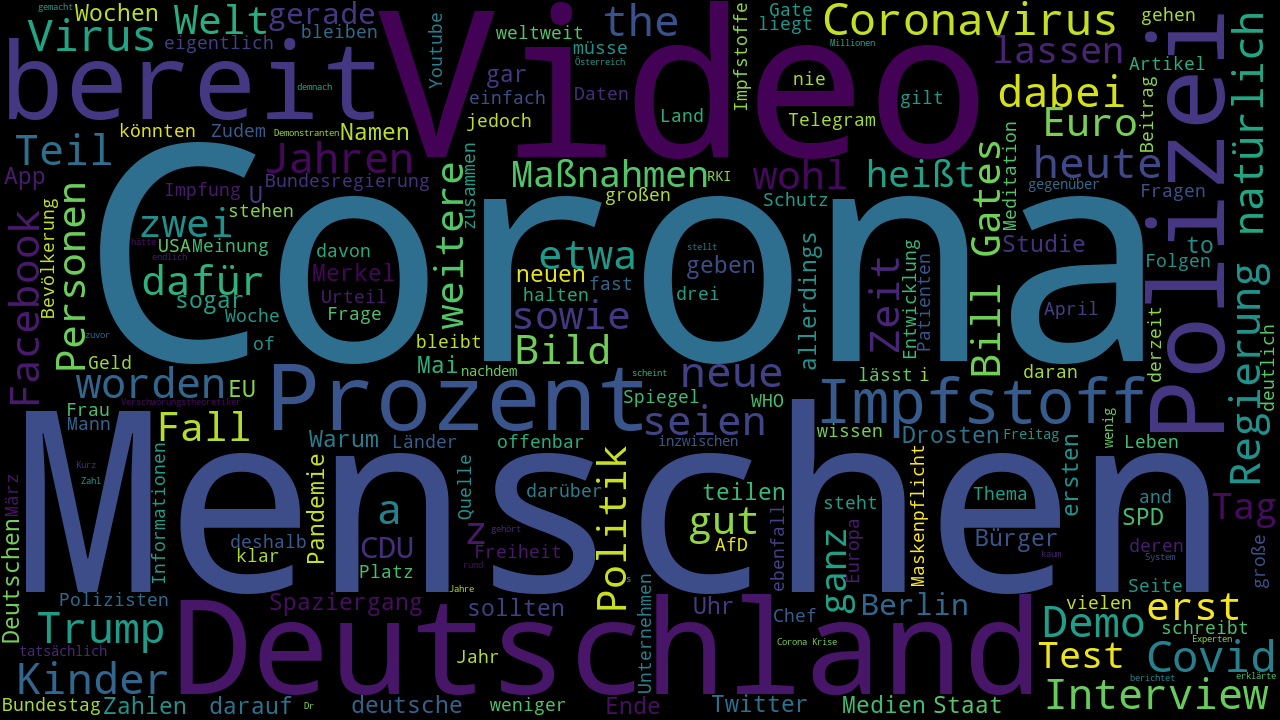 gemacht
Wochen
Welt
gerade
Virus
eigentlich
bleiben
bereit
demnach
Video
Youtube
weltweit
the
müsse
Österreich
gar
einfach
Daten
jedoch
Impfstoffe
Gate
liegt
Millionen
nie
gilt
Telegram
Land
Coronavirus
gehen
lassen
Artikel
dabei
Euro
Beitrag
Polizei
natürlich
könnten
Zudem
Demonstranten
Namen
Teil
App
Jahren
Impfung
U
Bundesregierung
Maßnahmen
RKI
großen
wohl
Schutz
heißt
heute
gegenüber
Fragen
Meditation
Corona
zwei
stehen
hatte
USA
Meinung
endlich
dafür
sogar
Woche
of
davon
Merkel
Urteil
Frage
weitere
zusammen
etwa
neuen
fast
halten
sowie
bleibt
Bild
stellt
geben
drei
allerdings
zeit
Entwicklung
Patienten
Bill Gates
Studie
April
to
Folgen
derzeit
daran
Regierung
deutlich
Facebook
Bevölkerung
Personen
zuvor
Geld
worden
EU
Prozent
Mai
nachdem
scheint
neue
Spiegel
WHO
seien
inzwischen
lässt
i
Impfstoff
wissen
Drosten
Freitag
wenig
Leben
Frau
Mann
Verschwörungstheoretiker
Fall
Warum
Länder
offenbar
Menschen
Kurz
Zahl
März
Deutschen
Informationen
deshalb
klar
Pandemie
a
CDU
Platz
Quelle
z
gehört
Freiheit
rund
darüber
Politik
teilen
gut
AfD
ebenfall
steht
ganz
Europa
Maskenpflicht
Thema
Bürger
ersten
and
SPD
deren
kaum
System
Seite
Tag
große
Jahre
s
Polizisten
Spaziergang
sollten
Unternehmen
Uhr
Chef
Berlin
vielen
erst
Trump
tatsächlich
Deutschland
Jahr
Corona Krise
Demo
schreibt
Experten
Test
Covid
Kinder
berichtet
erklärte
Bundestag
Zahlen
darauf
Dr
deutsche
weniger
Ende
Twitter
Medien
Staat
Interview